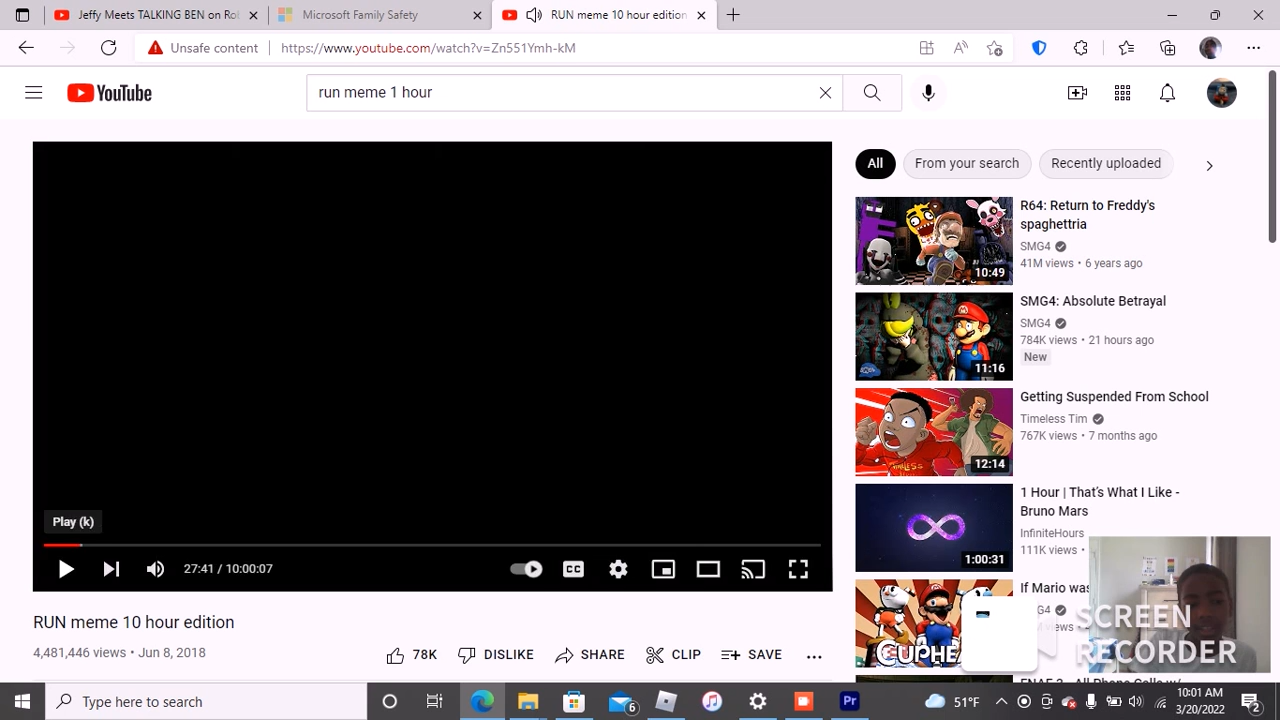 Jeffy Meets TALKING BEN on Rol
Microsoft Family Safety
RUN meme 10 hour edition
Unsafe content
https://www.youtube.com/watch?v=Zn551Ymh-kM
YouTube
run meme 1 hour
All
From your search
Recently uploaded
R64: Return to Freddy's
spaghettria
SMG4
41M views • 6 years ago
10:49
SMG4: Absolute Betrayal
SMG4
784K views • 21 hours ago
New
11:16
Getting Suspended From School
Timeless Tim
767K views • 7 months ago
12:14
1 Hour | That's What I Like -
Bruno Mars
InfiniteHours
111K views •
1:00:31
If Mario was
CUPHE
Play (k)
27:41 / 10:00:07
CC
RUN meme 10 hour edition
4,481,446 views • Jun 8, 2018
78K
DISLIKE
SHARE
CLIP
SAVE
SCREEN
RECORDER
Type here to search
6
Pr
51°F
10:01 AM
3/20/2022
2